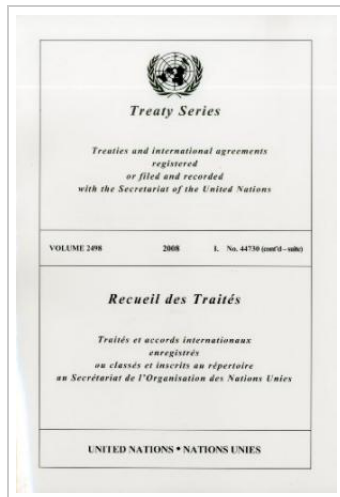 Treaty Series
Treaties and international agreements
registered
or filed and recorded
with the Secretariat of the United Nations
VOLUME 2498 2008 I. No. 44730 (cont'd – suite)
Recueil des Traités
Traités et accords internationaux
enregistrés
ou classés et inscrits au répertoire
au Secrétariat de l'Organisation des Nations Unies
UNITED NATIONS • NATIONS UNIES